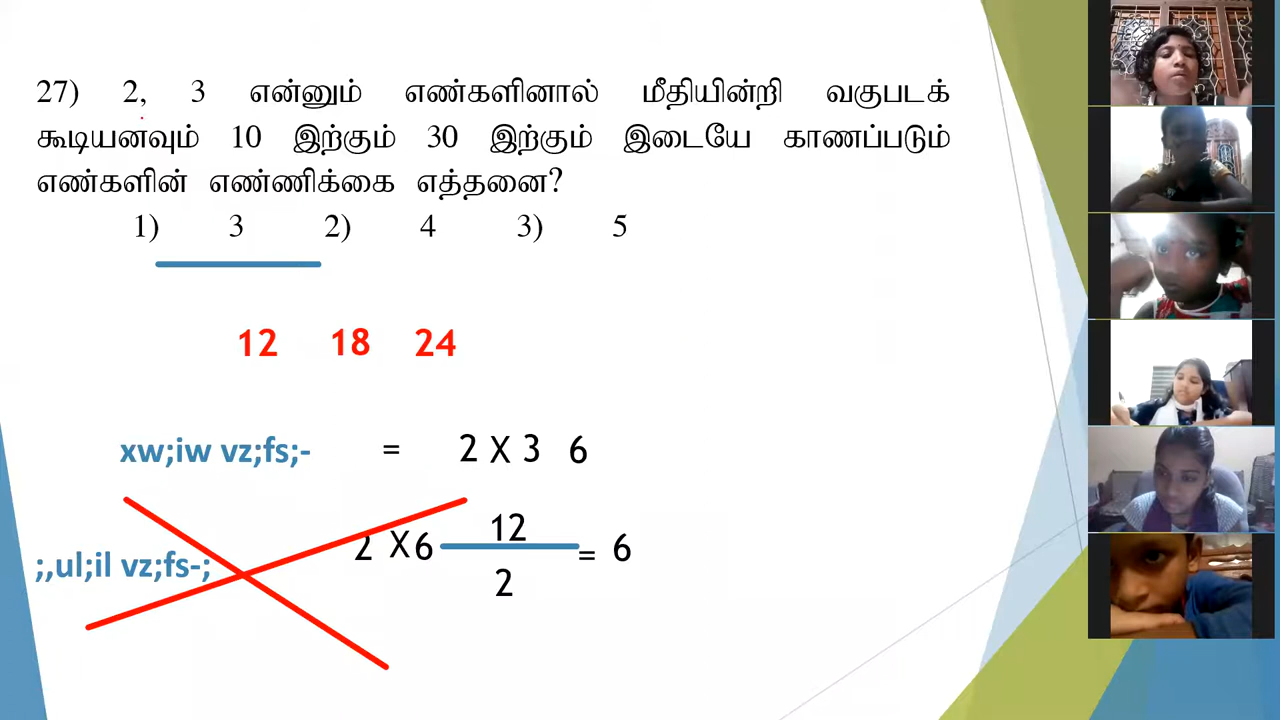 27) 2, 3 என்னும் எண்களினால் மீதியின்றி வகுபடக்
கூடியனவும் 10 இற்கும் 30 இற்கும் இடையே காணப்படும்
எண்களின் எண்ணிக்கை எத்தனை?
1) 3 2) 4 3) 5
12 18 24
xw;iw vz;fs;- = 2 X 3 6
;,ul;il vz;fs-; 2 X 6 12 = 6
2